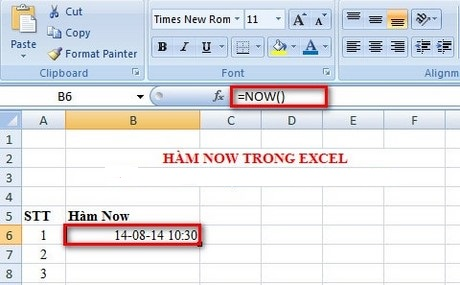 Cut
Times New Rom 11 A A
Copy
Paste
Format Painter
B I U A
Clipboard Font Alignm
B6 fx =NOW()
A B C D E F
1
2 HÀM NOW TRONG EXCEL
3
4
5 STT Hàm Now
6 1 14-08-14 10:30
7 2
8 3